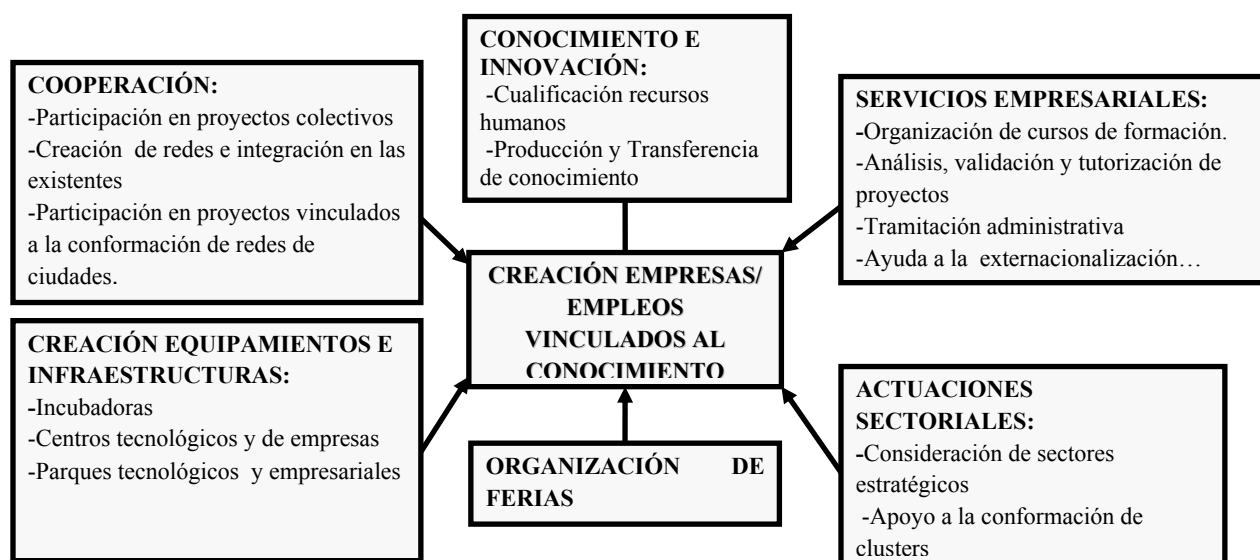 COOPERACIÓN:
-Participación en proyectos colectivos
-Creación de redes e integración en las
existentes
-Participación en proyectos vinculados
a la conformación de redes de
ciudades.
CONOCIMIENTO E
INNOVACIÓN:
-Cualificación recursos
humanos
-Producción y Transferencia
de conocimiento
SERVICIOS EMPRESARIALES:
-Organización de cursos de formación.
-Análisis, validación y tutorización de
proyectos
-Tramitación administrativa
-Ayuda a la externacionalización…
CREACIÓN EMPRESAS/
EMPLEOS
VINCULADOS AL
CONOCIMIENTO
CREACIÓN EQUIPAMIENTOS E
INFRAESTRUCTURAS:
-Incubadoras
-Centros tecnológicos y de empresas
-Parques tecnológicos y empresariales
ORGANIZACIÓN DE
FERIAS
ACTUACIONES
SECTORIALES:
-Consideración de sectores
estratégicos
-Apoyo a la conformación de
clusters